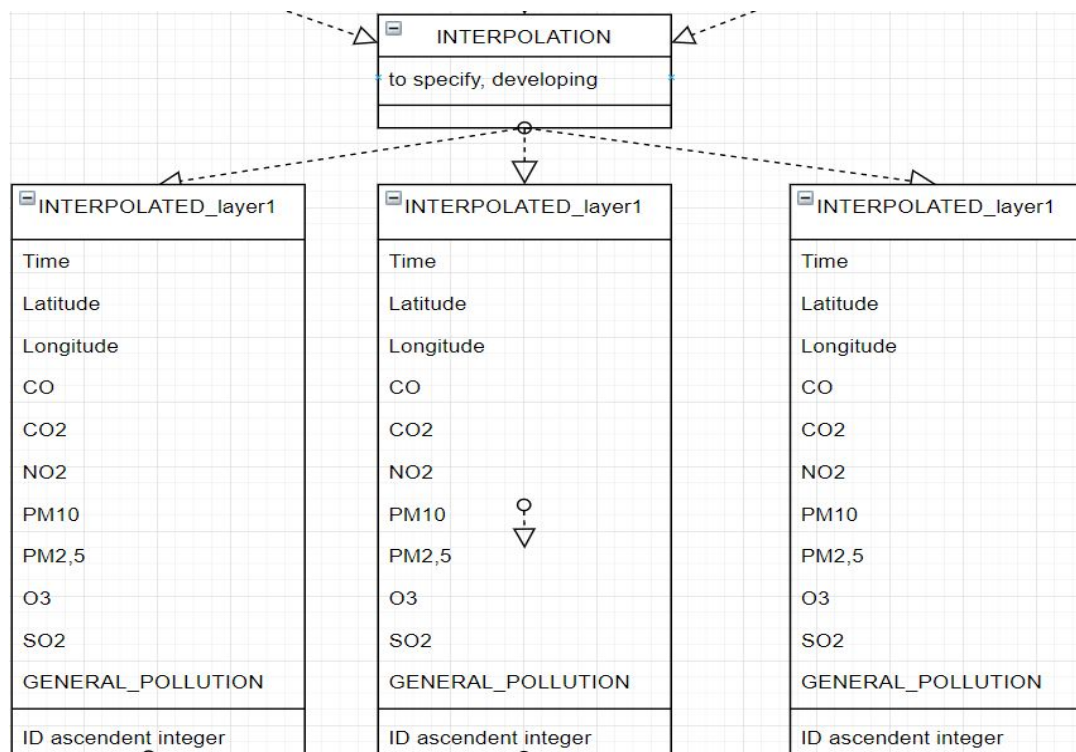 INTERPOLATION
to specify, developing
INTERPOLATED_layer1
Time
Latitude
Longitude
CO
CO2
NO2
PM10
PM2,5
O3
SO2
GENERAL_POLLUTION
ID ascendent integer
INTERPOLATED_layer1
Time
Latitude
Longitude
CO
CO2
NO2
PM10
PM2,5
O3
SO2
GENERAL_POLLUTION
ID ascendent integer
INTERPOLATED_layer1
Time
Latitude
Longitude
CO
CO2
NO2
PM10
PM2,5
O3
SO2
GENERAL_POLLUTION
ID ascendent integer